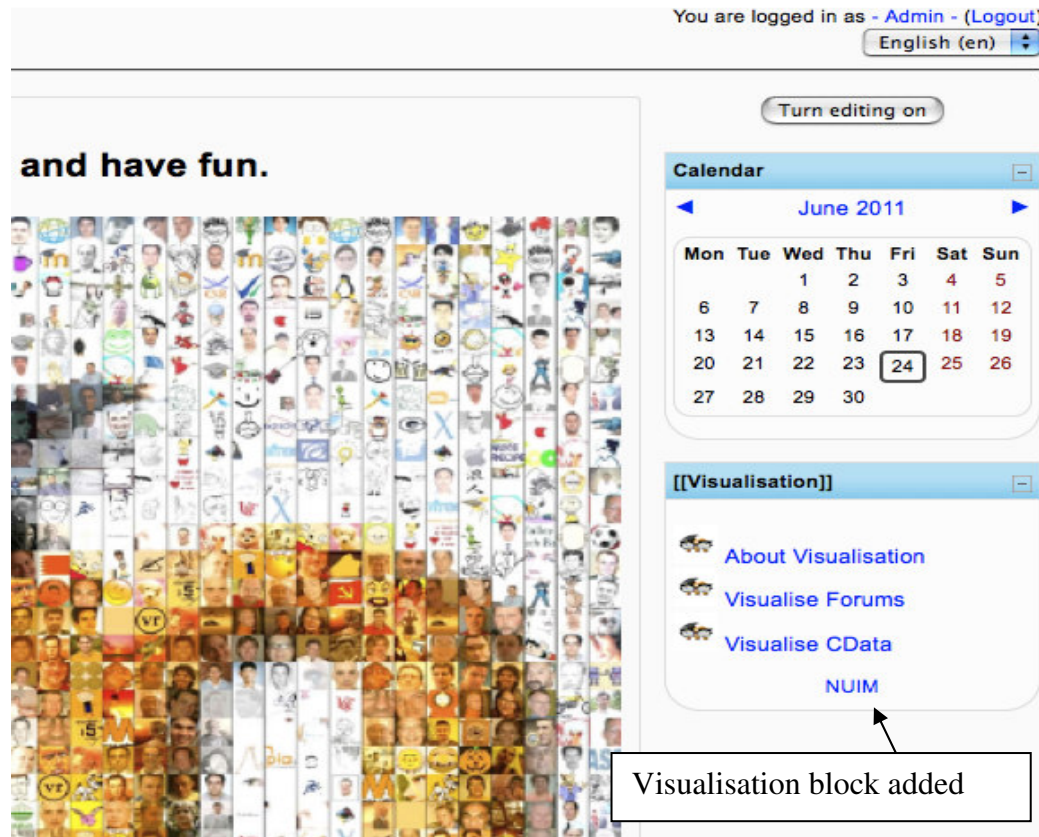 You are logged in as - Admin - (Logout)
English (en)
Turn editing on
and have fun.
Calendar
June 2011
Mon Tue Wed Thu Fri Sat Sun
1 2 3 4 5
6 7 8 9 10 11 12
13 14 15 16 17 18 19
20 21 22 23 24 25 26
27 28 29 30
[[Visualisation]]
About Visualisation
Visualise Forums
Visualise CData
NUIM
Visualisation block added